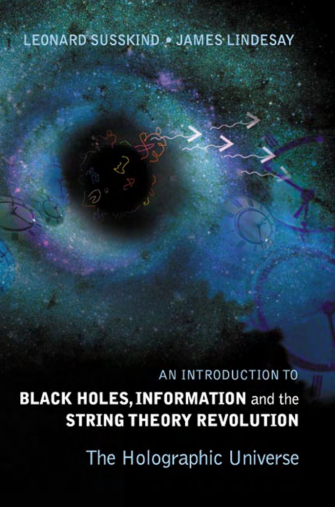 LEONARD SUSSKIND • JAMES LINDESAY
AN INTRODUCTION TO
BLACK HOLES, INFORMATION and the
STRING THEORY REVOLUTION
The Holographic Universe